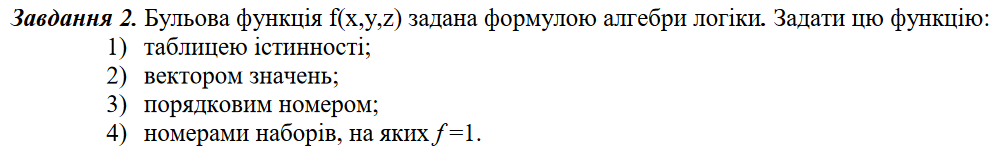 Завдання 2. Бульова функція f(x,y,z) задана формулою алгебри логіки. Задати цю функцію:
1) таблицею істинності;
2) вектором значень;
3) порядковим номером;
4) номерами наборів, на яких f=1.